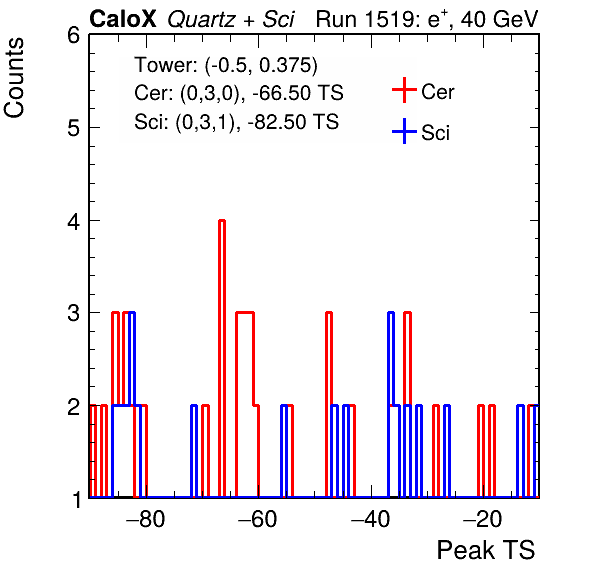 CaloX Quartz + Sci Run 1519: e+, 40 GeV
Counts
6
5
4
3
2
1
Tower: (-0.5, 0.375)
Cer: (0,3,0), -66.50 TS
Sci: (0,3,1), -82.50 TS
Cer
Sci
−80 −60 −40 −20
Peak TS